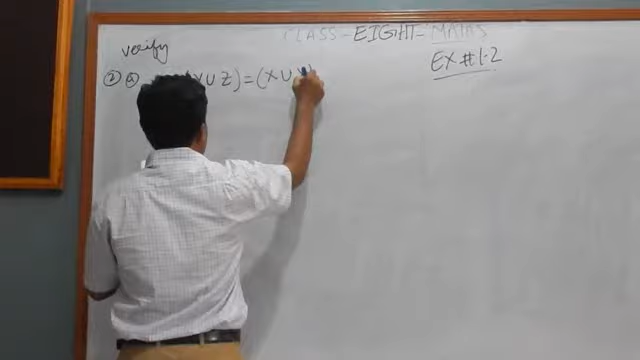 CLASS-EIGHT-MATHS
verify
EX #1.2
② ⓐ (X∪Z)=(X∪Y